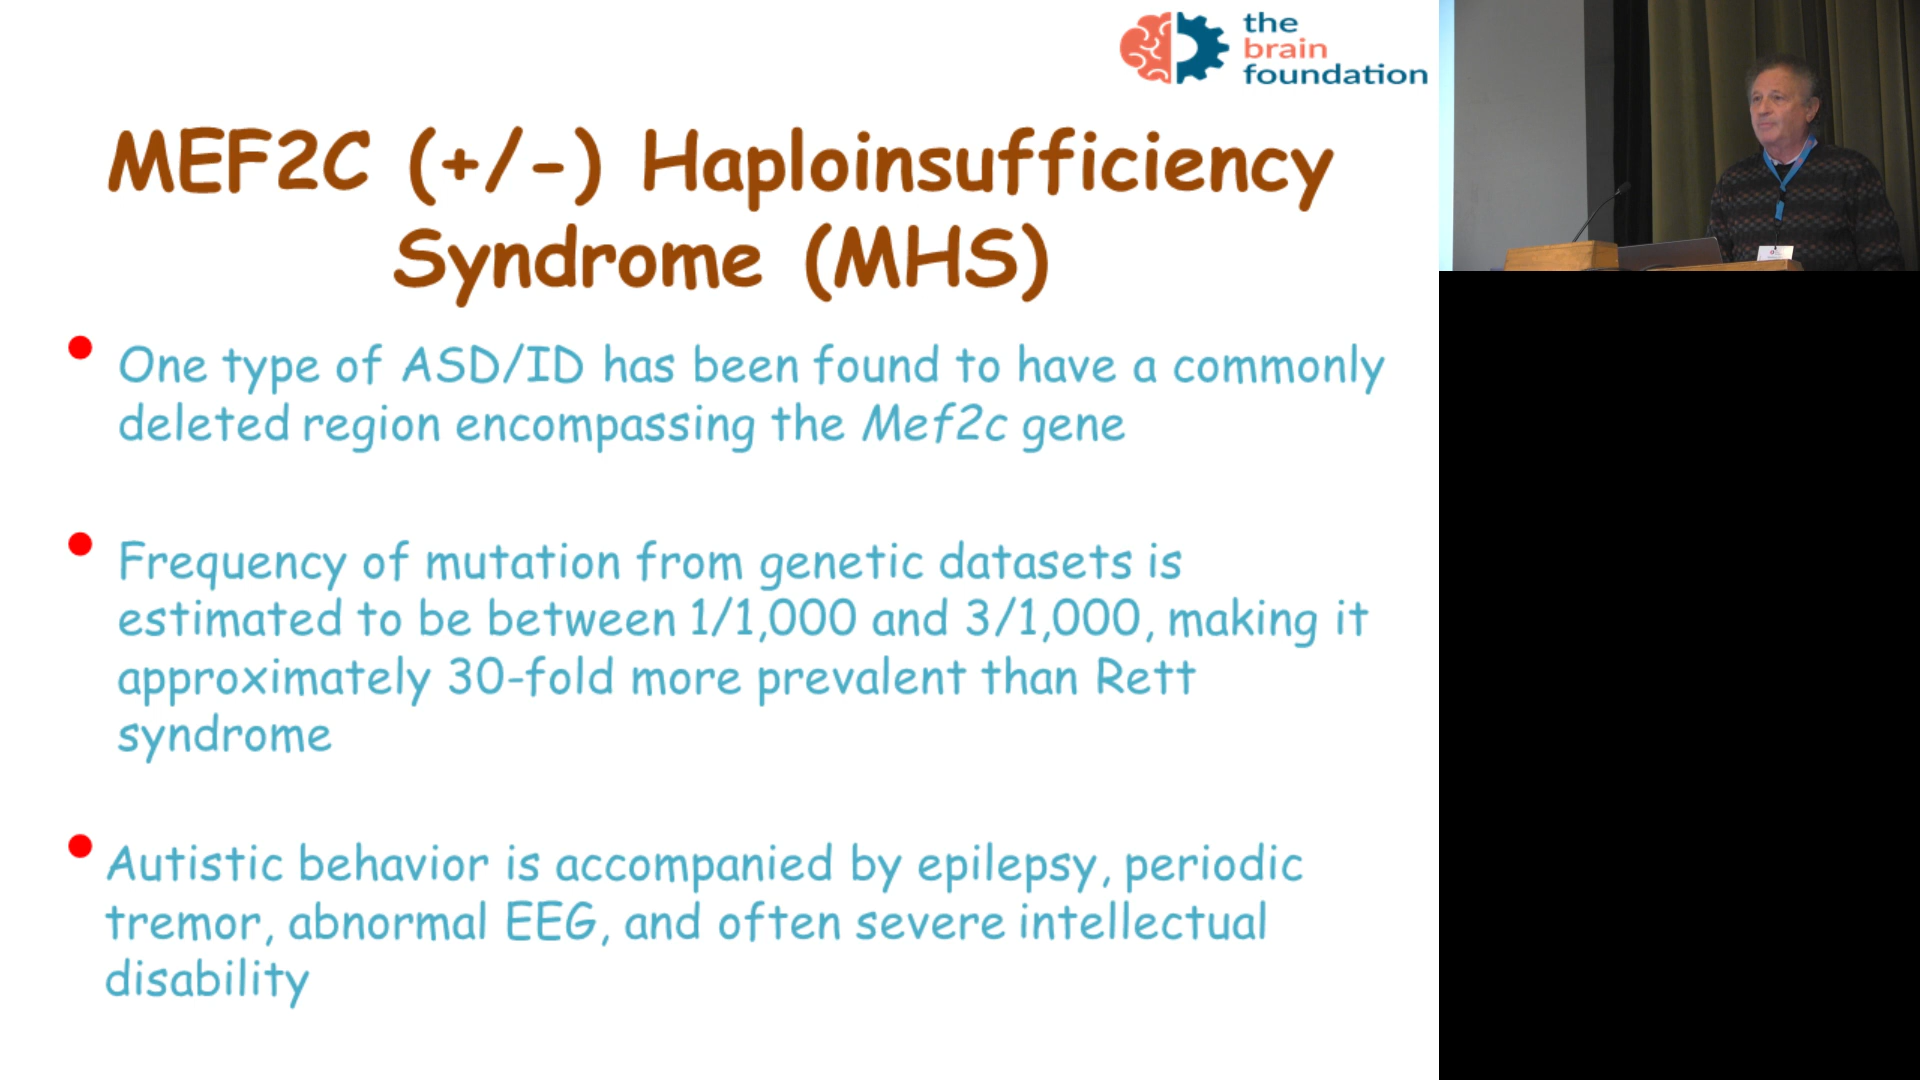 the
brain
foundation
MEF2C (+/-) Haploinsufficiency
Syndrome (MHS)
• One type of ASD/ID has been found to have a commonly
deleted region encompassing the Mef2c gene
• Frequency of mutation from genetic datasets is
estimated to be between 1/1,000 and 3/1,000, making it
approximately 30-fold more prevalent than Rett
syndrome
• Autistic behavior is accompanied by epilepsy, periodic
tremor, abnormal EEG, and often severe intellectual
disability